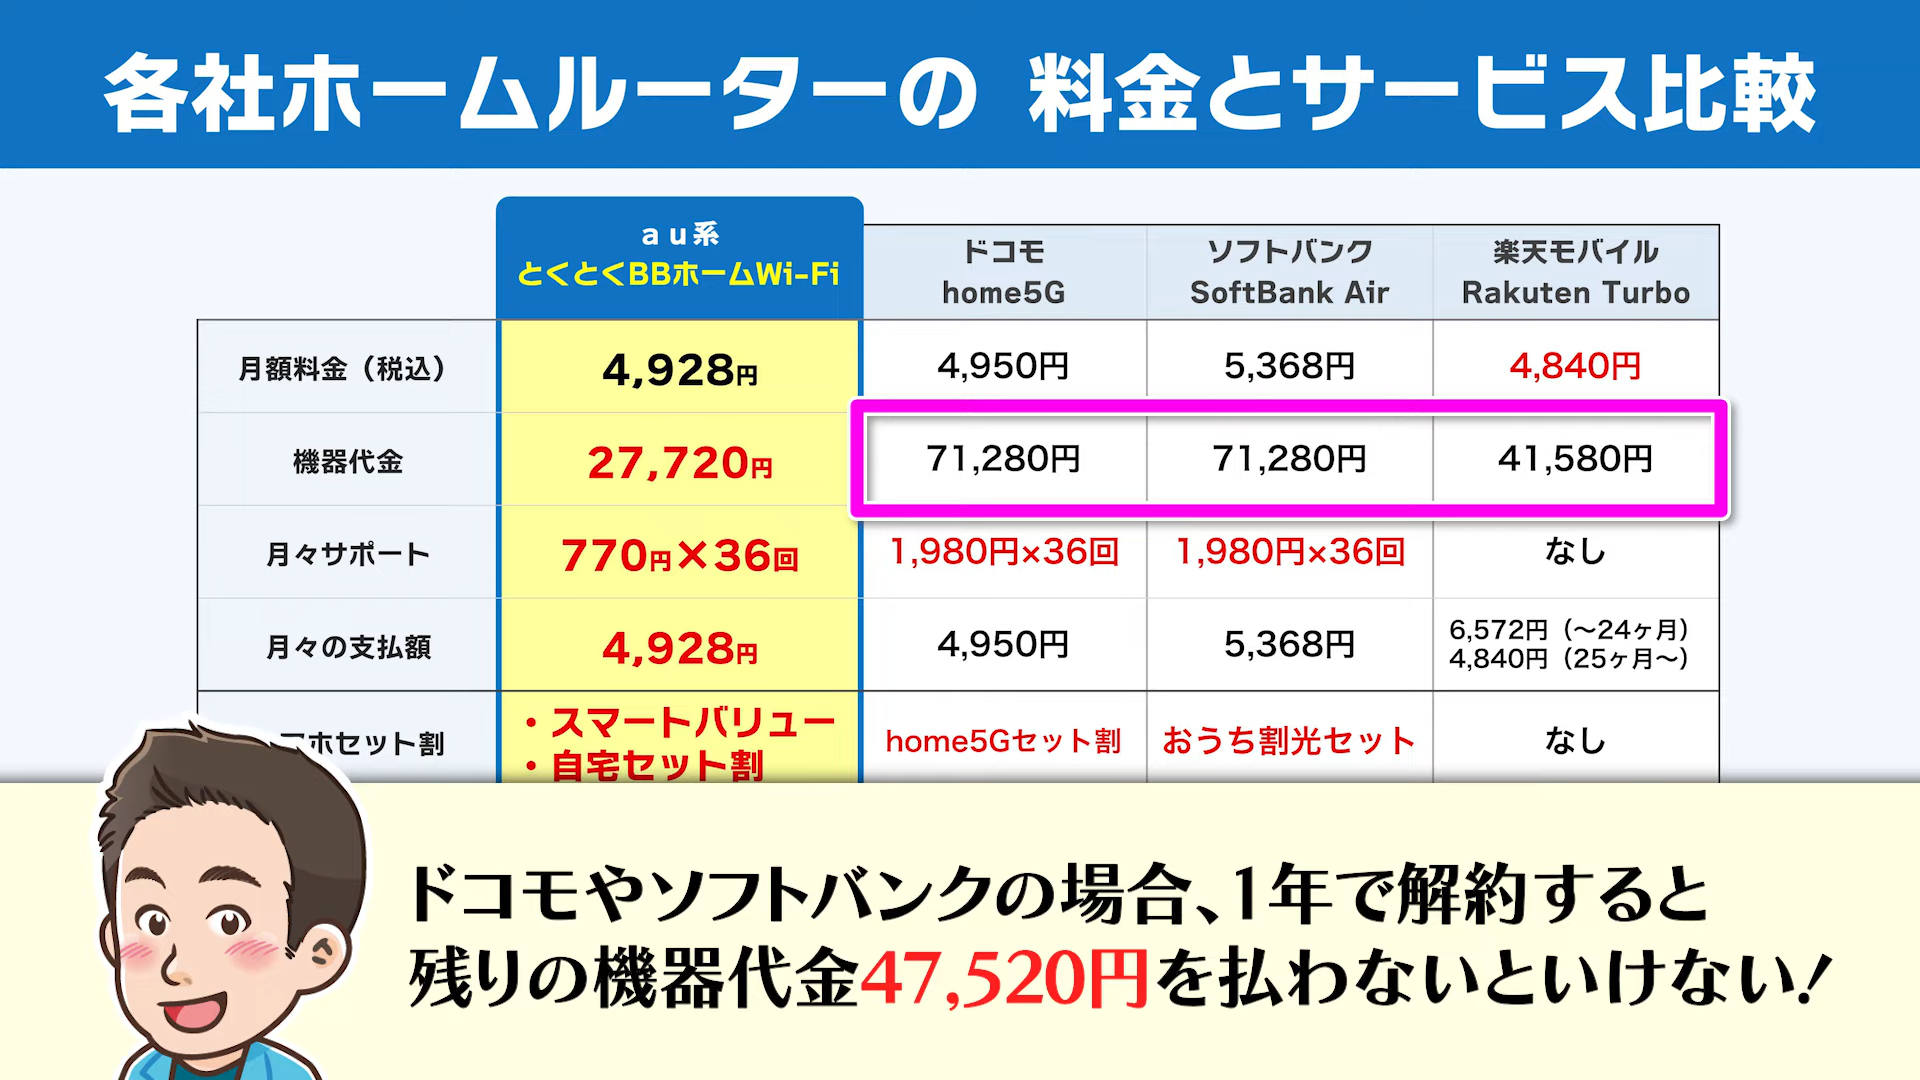 各社ホームルーターの 料金とサービス比較
au系
とくとくBBホームWi-Fi
ドコモ
home5G
ソフトバンク
SoftBank Air
楽天モバイル
Rakuten Turbo
月額料金（税込）
4,928円
4,950円
5,368円
4,840円
機器代金
27,720円
71,280円
71,280円
41,580円
月々サポート
770円×36回
1,980円×36回
1,980円×36回
なし
月々の支払額
4,928円
4,950円
5,368円
6,572円（〜24ヶ月）
4,840円（25ヶ月〜）
ホセット割
・スマートバリュー
・自宅セット割
home5Gセット割
おうち割光セット
なし
ドコモやソフトバンクの場合、1年で解約すると
残りの機器代金47,520円を払わないといけない！